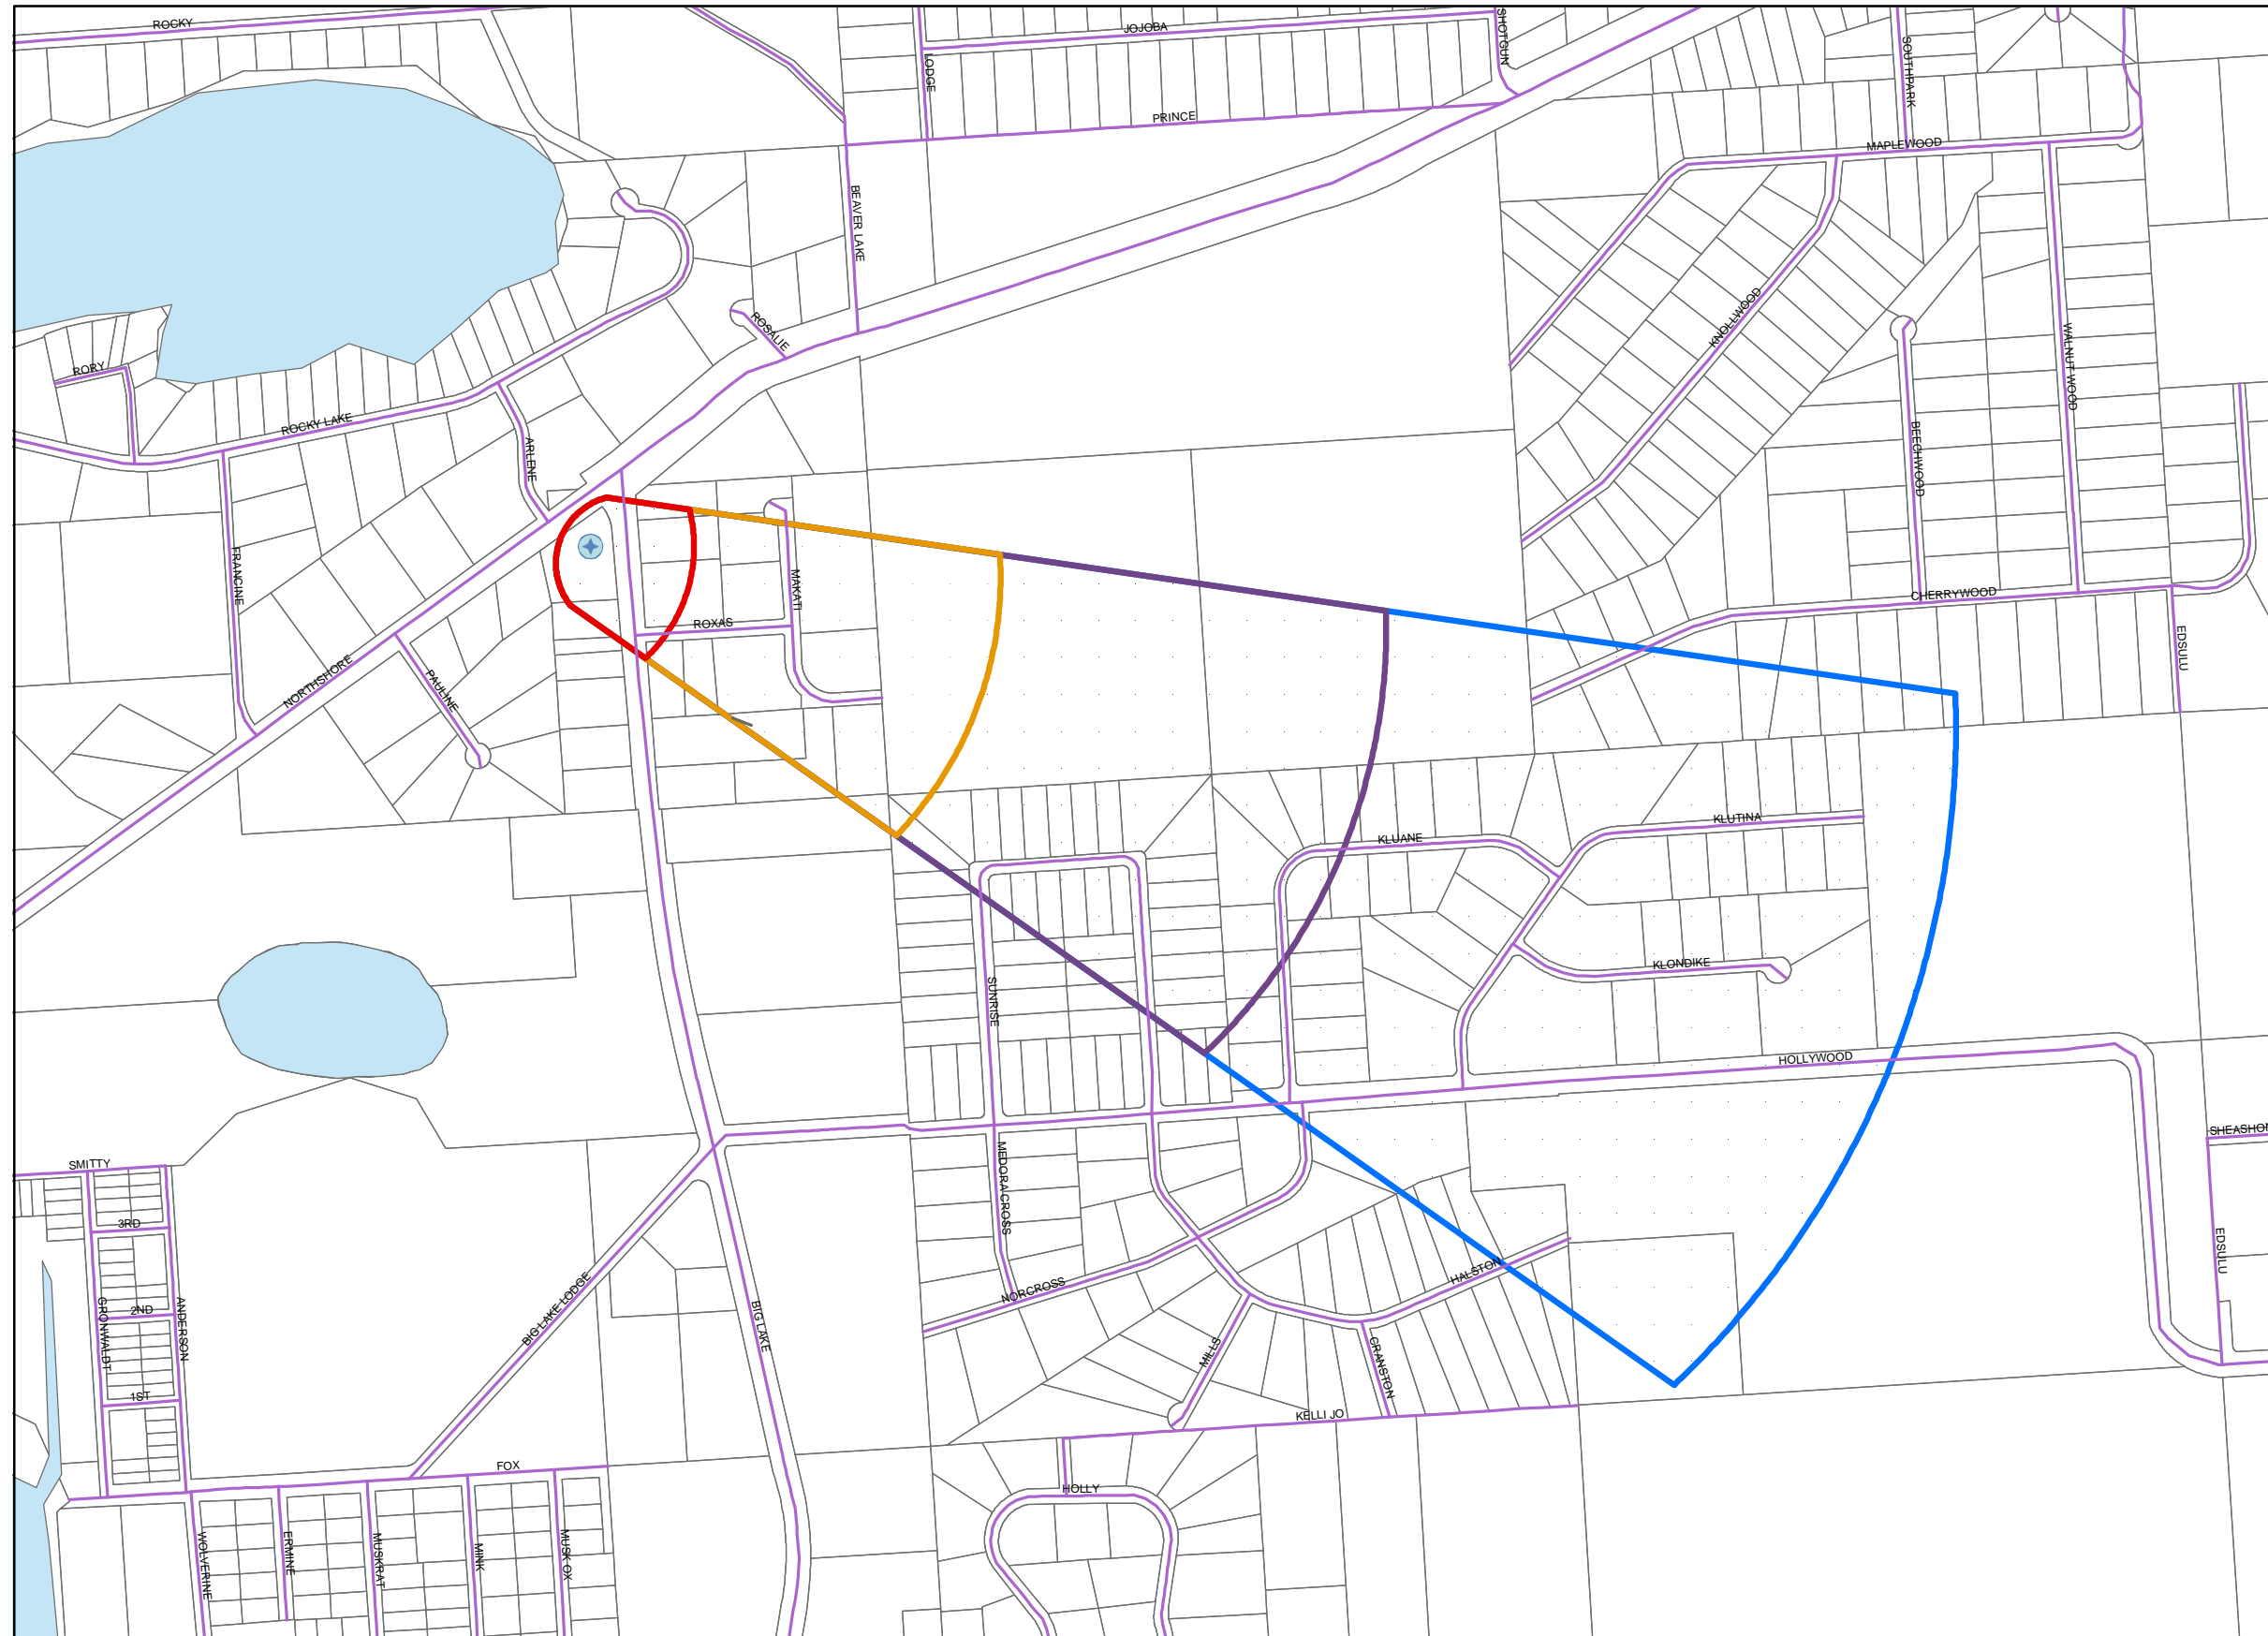 ROCKY
JOJOBA
SHOTGUN
SOUTHPARK
LODGE
PRINCE
MAPLEWOOD
BEAVER LAKE
ROSALIE
KNOLLWOOD
WALNUT WOOD
RORY
ROCKY LAKE
ARLENE
BEECHWOOD
FRANCINE
MAKATI
CHERRYWOOD
ROXAS
EDSULU
NORTHSHORE
PAULINE
KLUTINA
KLUANE
KLONDIKE
SUNRISE
HOLLYWOOD
SHEASHON
SMITTY
MEDORACROSS
3RD
EDSULU
HALSTON
NORCROSS
2ND
GRONWALDT
ANDERSON
BIG LAKE LODGE
BIG LAKE
MILLS
CRANSTON
1ST
KELLI JO
FOX
HOLLY
WOLVERINE
ERMINE
MUSKRAT
MINK
MUSK OX